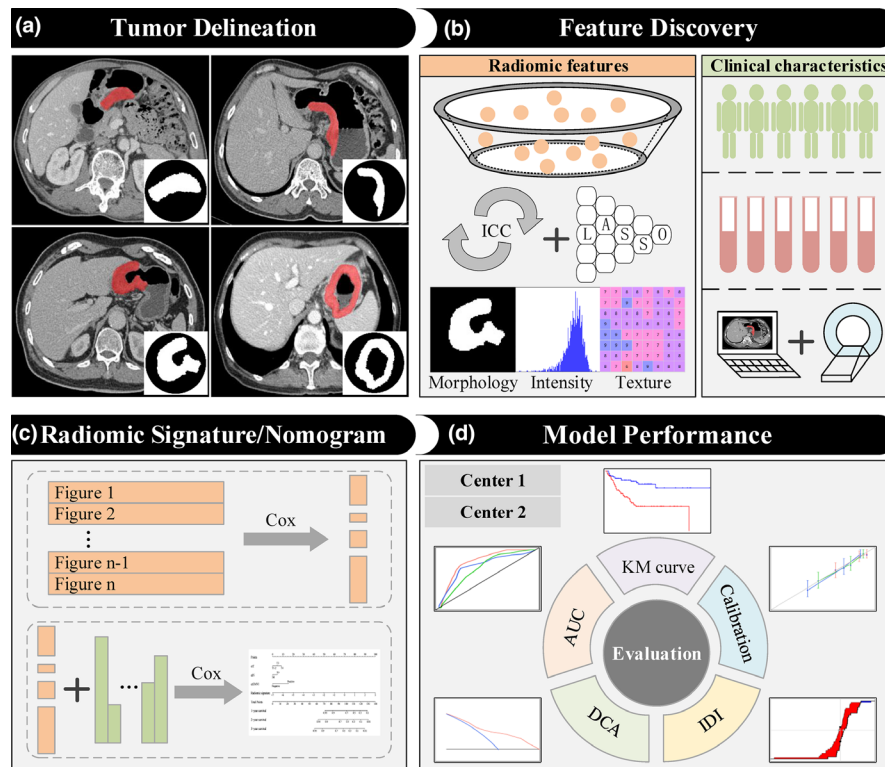 (a) Tumor Delineation
(b) Feature Discovery
Radiomic features
Clinical characteristics
ICC
LASSO
Morphology
Intensity
Texture
(c) Radiomic Signature/Nomogram
Figure 1
Figure 2
⋮
Figure n-1
Figure n
Cox
...
Cox
(d) Model Performance
Center 1
Center 2
KM curve
AUC
Calibration
Evaluation
DCA
IDI